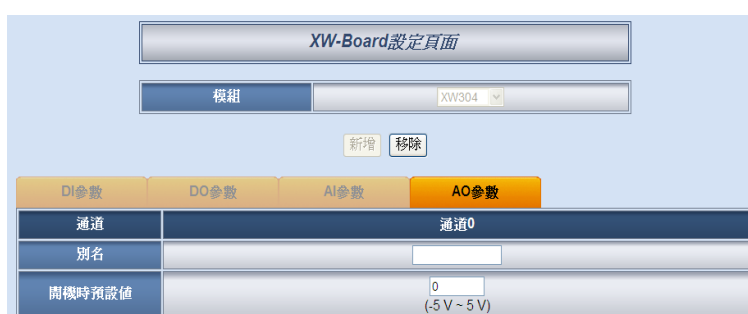 XW-Board設定頁面
模組 XW304
新增 移除
DI參數 DO參數 AI參數 AO參數
通道 通道0
別名
開機時預設值 0
(-5 V ~ 5 V)